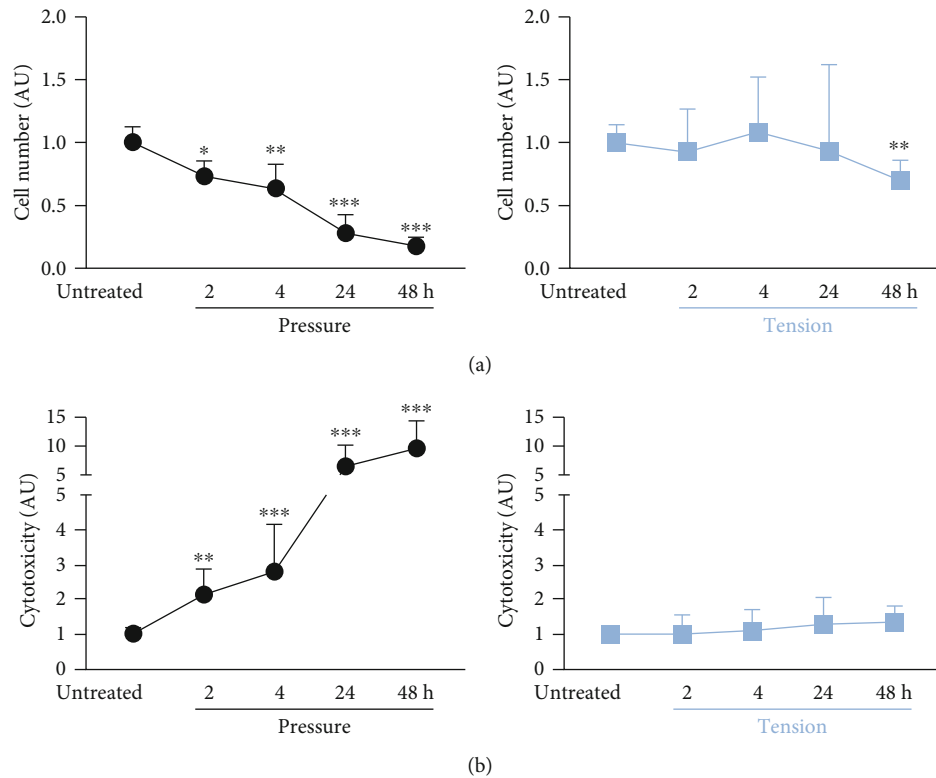 2.0
1.5
1.0
0.5
0.0
Cell number (AU)
*
**
***
***
Untreated
2
4
24
48 h
Pressure
2.0
1.5
1.0
0.5
0.0
Cell number (AU)
**
Untreated
2
4
24
48 h
Tension
(a)
15
10
5
5
4
3
2
1
0
Cytotoxicity (AU)
**
***
***
***
Untreated
2
4
24
48 h
Pressure
15
10
5
5
4
3
2
1
0
Cytotoxicity (AU)
Untreated
2
4
24
48 h
Tension
(b)